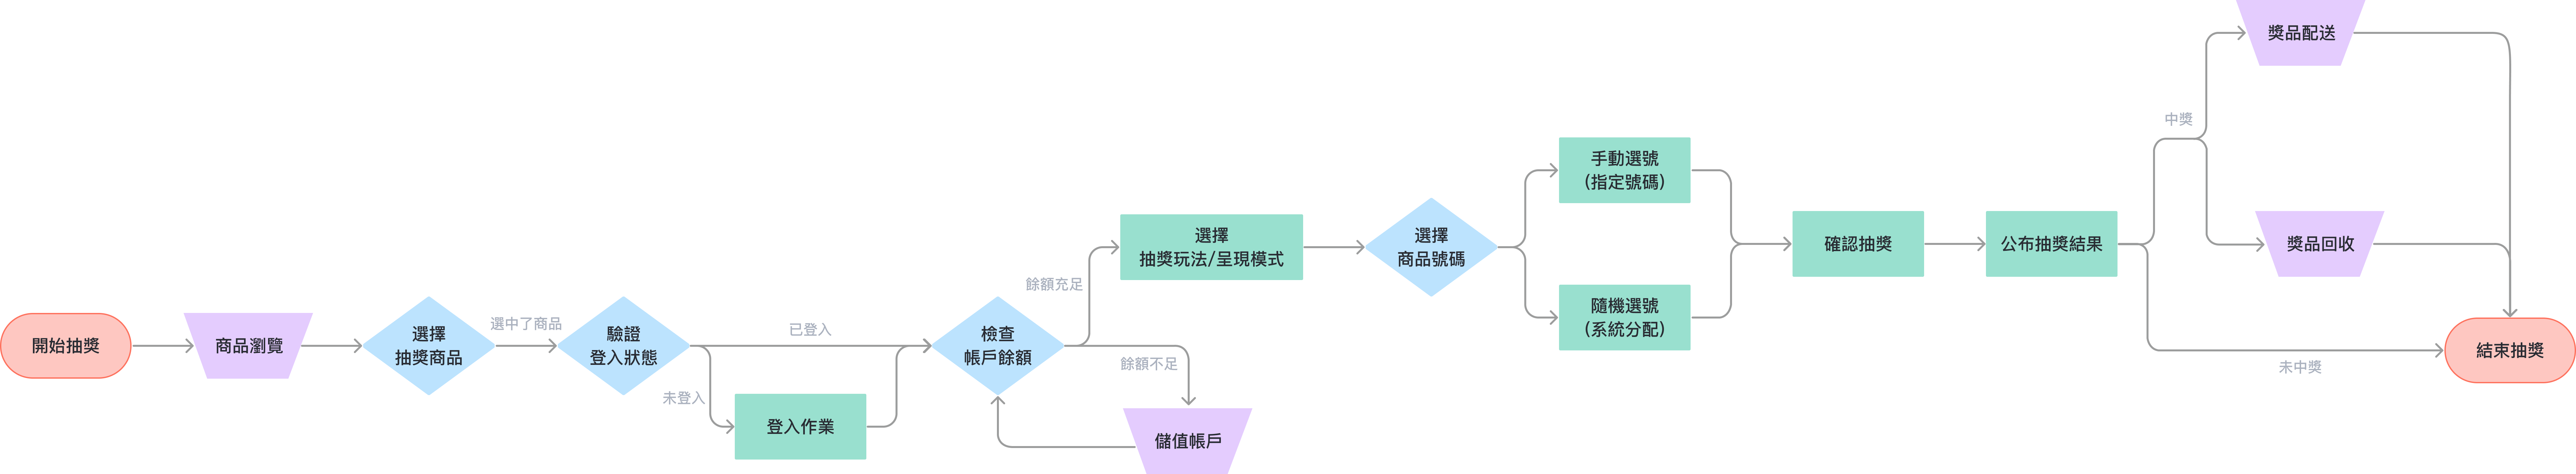 開始抽獎
商品瀏覽
選擇
抽獎商品
選中了商品
驗證
登入狀態
已登入
未登入
登入作業
檢查
帳戶餘額
餘額充足
餘額不足
儲值帳戶
選擇
抽獎玩法/呈現模式
選擇
商品號碼
手動選號
(指定號碼)
隨機選號
(系統分配)
確認抽獎
公布抽獎結果
中獎
獎品配送
獎品回收
未中獎
結束抽獎